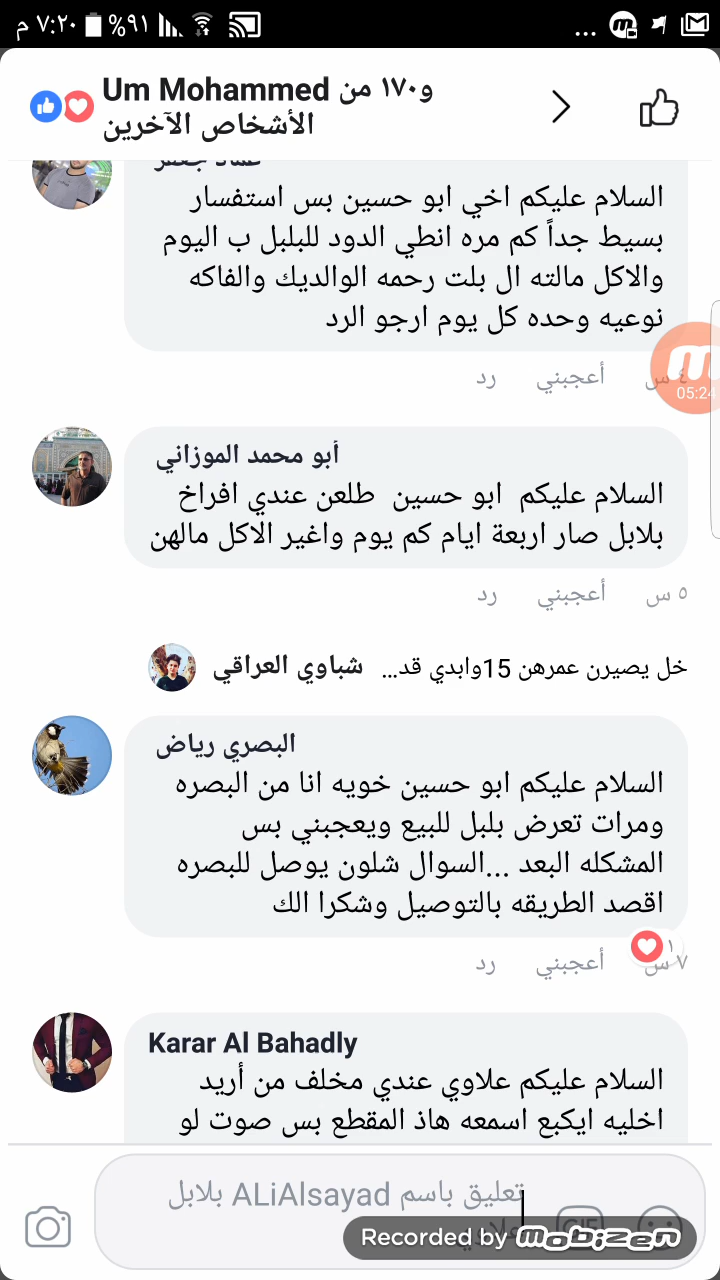 ٧:٢٠ م %٩١
Um Mohammed و١٧٠ من
الأشخاص الآخرين
السلام عليكم اخي ابو حسين بس استفسار
بسيط جداً كم مره انطي الدود للبلبل ب اليوم
والاكل مالته ال بلت رحمه الوالديك والفاكه
نوعيه وحده كل يوم ارجو الرد
٤ س أعجبني رد
05:24
أبو محمد الموزاني
السلام عليكم ابو حسين طلعن عندي افراخ
بلابل صار اربعة ايام كم يوم واغير الاكل مالهن
٥ س أعجبني رد
شباوي العراقي خل يصيرن عمرهن 15وابدي قد...
البصري رياض
السلام عليكم ابو حسين خويه انا من البصره
ومرات تعرض بلبل للبيع ويعجبني بس
المشكله البعد ...السوال شلون يوصل للبصره
اقصد الطريقه بالتوصيل وشكرا الك
١
٧ س أعجبني رد
Karar Al Bahadly
السلام عليكم علاوي عندي مخلف من أريد
اخليه ايكبع اسمعه هاذ المقطع بس صوت لو
تعليق باسم ALiAlsayad بلابل
GIF
Recorded by mobizen